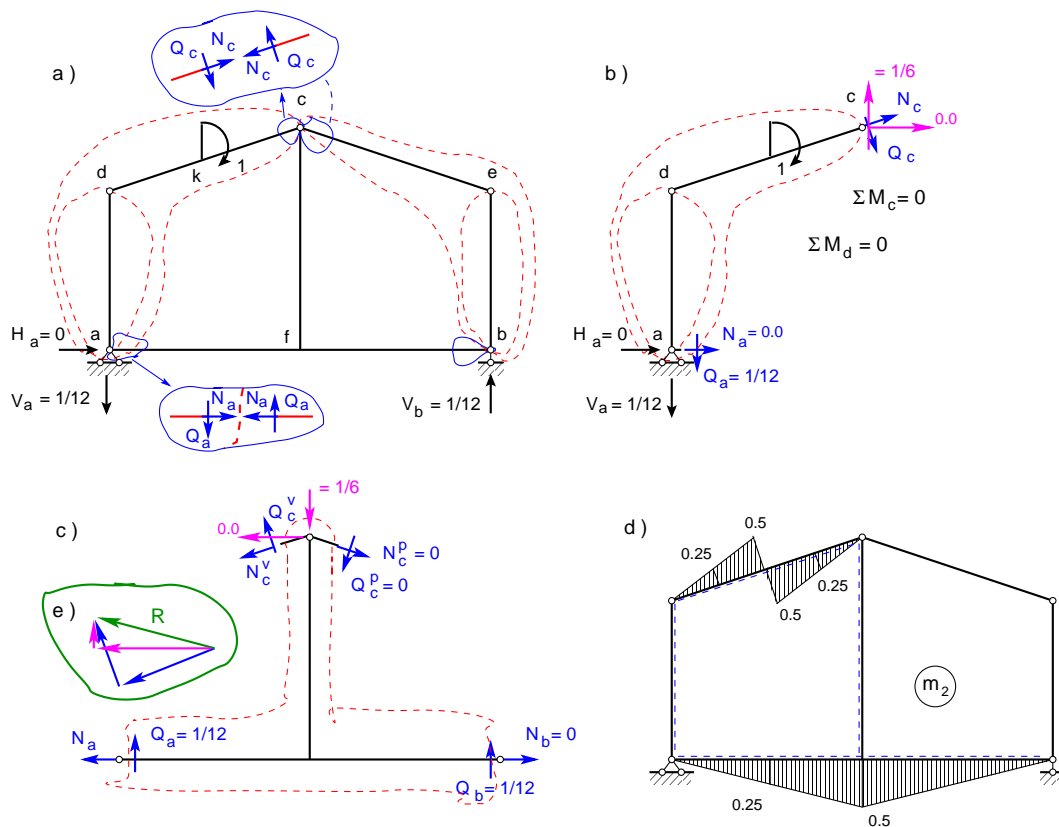 a )
Q c
N c
N c
Q c
c
d
k
1
e
H a = 0
a
f
b
V a = 1/12
N a
N a
Q a
Q a
V b = 1/12
b )
= 1/6
c
N c
0.0
Q c
1
d
Σ M c = 0
Σ M d = 0
H a = 0
a
N a = 0.0
Q a = 1/12
V a = 1/12
c )
Q c v
= 1/6
0.0
N c v
N c p = 0
Q c p = 0
e )
R
N a
Q a = 1/12
N b = 0
Q b = 1/12
d )
0.5
0.25
0.25
0.5
m 2
0.25
0.5